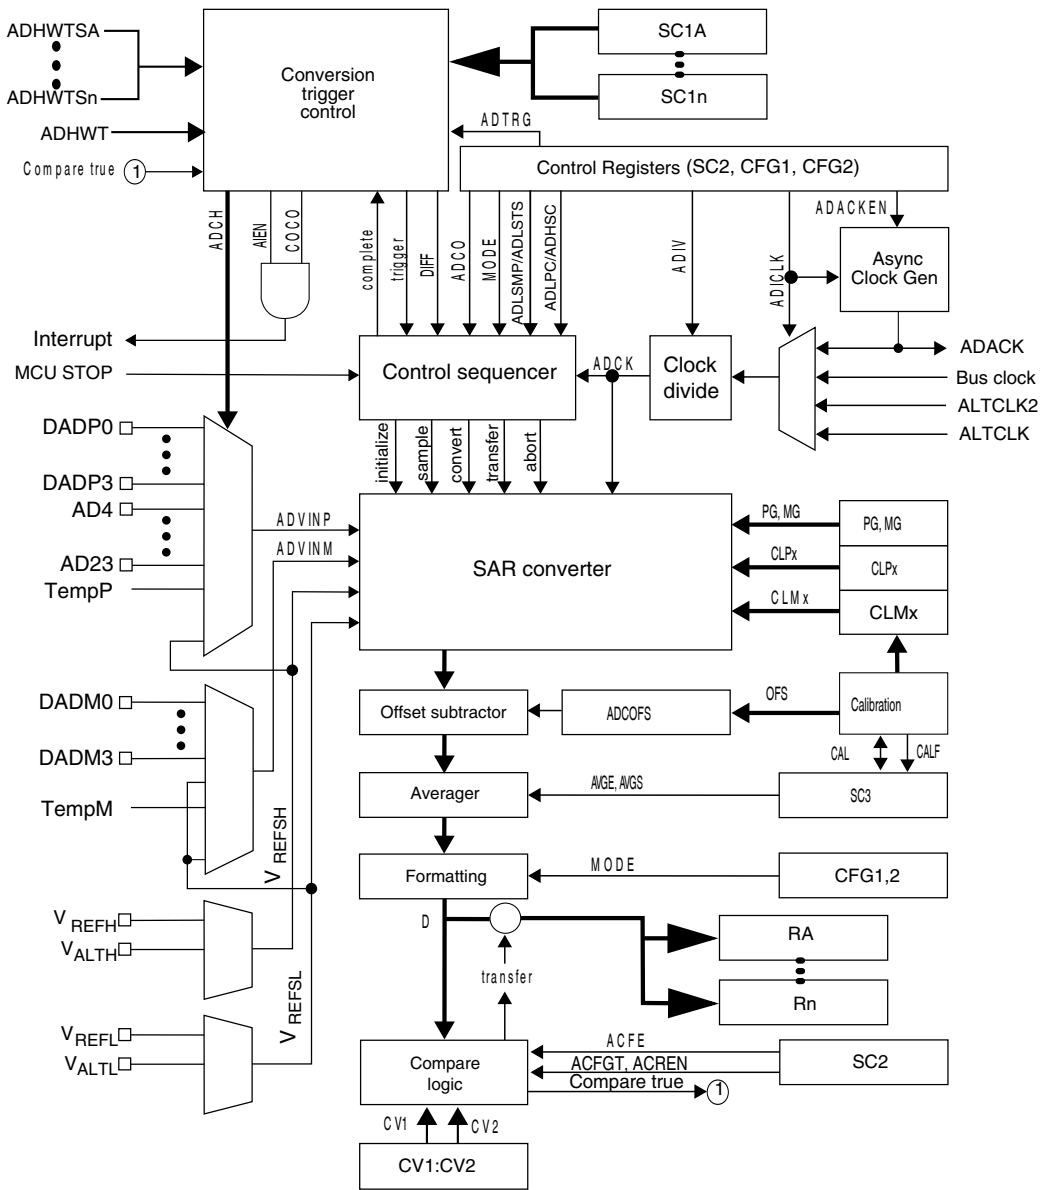 ADHWTSA
ADHWTSn
ADHWT
Compare true 1
Conversion
trigger
control
SC1A
SC1n
ADTRG
Control Registers (SC2, CFG1, CFG2)
ADCH
AIEN
COCO
complete
trigger
DIFF
ADCO
MODE
ADLSMP/ADLSTS
ADLPC/ADHSC
ADIV
ADICLK
ADACKEN
Async
Clock Gen
Interrupt
MCU STOP
Control sequencer
ADCK
Clock
divide
ADACK
Bus clock
ALTCLK2
ALTCLK
initialize
sample
convert
transfer
abort
DADP0
DADP3
AD4
AD23
TempP
ADVINP
ADVINM
SAR converter
PG, MG
CLPx
CLMx
PG, MG
CLPx
CLMx
DADM0
DADM3
TempM
Offset subtractor
ADCOFS
OFS
Calibration
CAL
CALF
Averager
AVGE, AVGS
SC3
Formatting
MODE
CFG1,2
VREFSH
VREFSL
VREFH
VALTH
VREFL
VALTL
D
transfer
RA
Rn
Compare
logic
ACFE
ACFGT, ACREN
Compare true 1
SC2
CV1
CV2
CV1:CV2